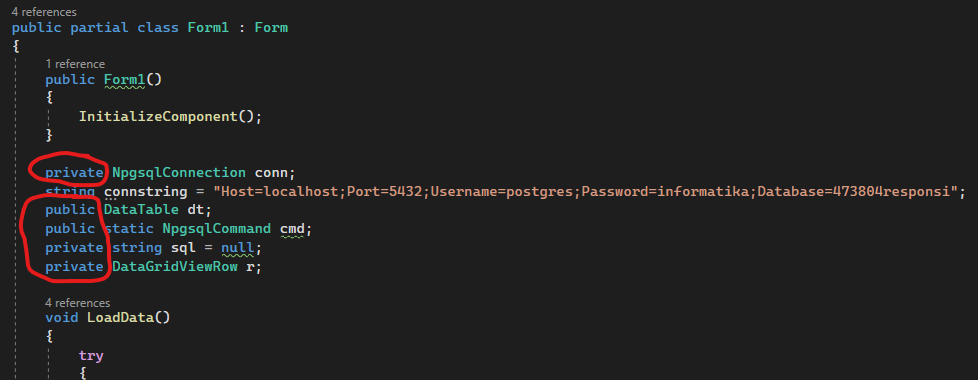 4 references
public partial class Form1 : Form
{
1 reference
public Form1()
{
InitializeComponent();
}
private NpgsqlConnection conn;
string connstring = "Host=localhost;Port=5432;Username=postgres;Password=informatika;Database=473804responsi";
public DataTable dt;
public static NpgsqlCommand cmd;
private string sql = null;
private DataGridViewRow r;
4 references
void LoadData()
{
try
{